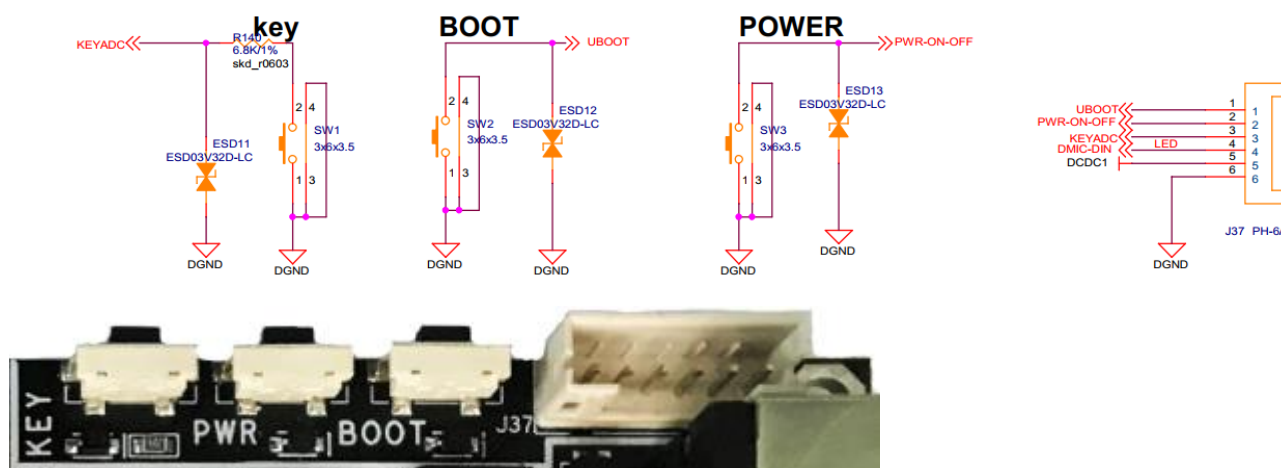 key
BOOT
POWER
KEYADC
R140
6.8K/1%
skd_r0603
UBOOT
PWR-ON-OFF
2 4
ESD11
ESD03V32D-LC
SW1
3x6x3.5
1 3
DGND
DGND
2 4
ESD12
ESD03V32D-LC
SW2
3x6x3.5
1 3
DGND
DGND
2 4
ESD13
ESD03V32D-LC
SW3
3x6x3.5
1 3
DGND
DGND
UBOOT 1 1
PWR-ON-OFF 2 2
KEYADC 3 3
DMIC-DIN LED 4 4
DCDC1 5 5
6 6
J37 PH-6
DGND
KEY
PWR
BOOT
J37